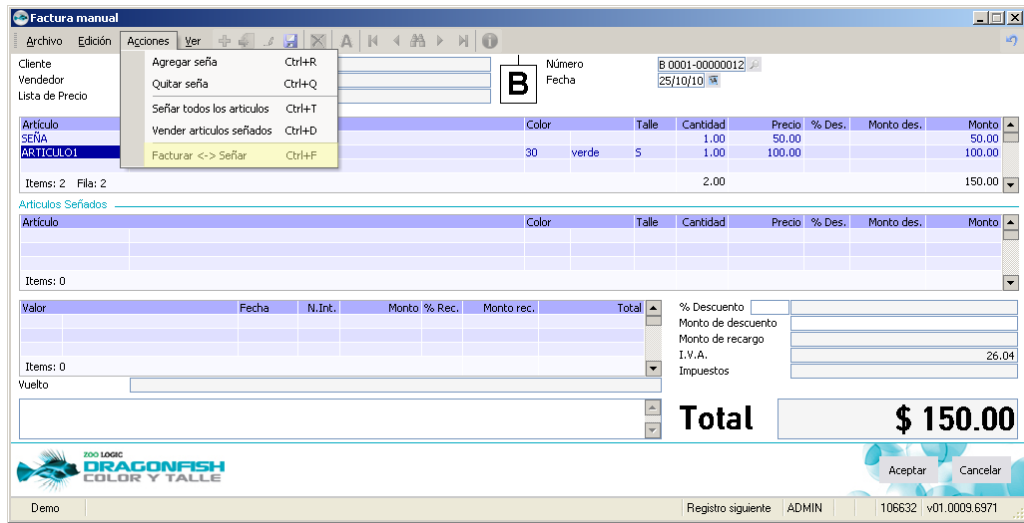 Factura manual
Archivo Edición Acciones Ver
Agregar seña Ctrl+R
Quitar seña Ctrl+Q
Señar todos los articulos Ctrl+T
Vender articulos señados Ctrl+D
Facturar <-> Señar Ctrl+F
Cliente
Vendedor
Lista de Precio
B
Número B 0001-00000012
Fecha 25/10/10
Artículo Color Talle Cantidad Precio % Des. Monto des. Monto
SEÑA 1.00 50.00 50.00
ARTICULO1 30 verde S 1.00 100.00 100.00
Items: 2 Fila: 2 2.00 150.00
Articulos Señados
Artículo Color Talle Cantidad Precio % Des. Monto des. Monto
Items: 0
Valor Fecha N.Int. Monto % Rec. Monto rec. Total
Items: 0
Vuelto
% Descuento
Monto de descuento
Monto de recargo
I.V.A. 26.04
Impuestos
Total $ 150.00
ZOO LOGIC
DRAGONFISH
COLOR Y TALLE
Aceptar Cancelar
Demo Registro siguiente ADMIN 106632 v01.0009.6971